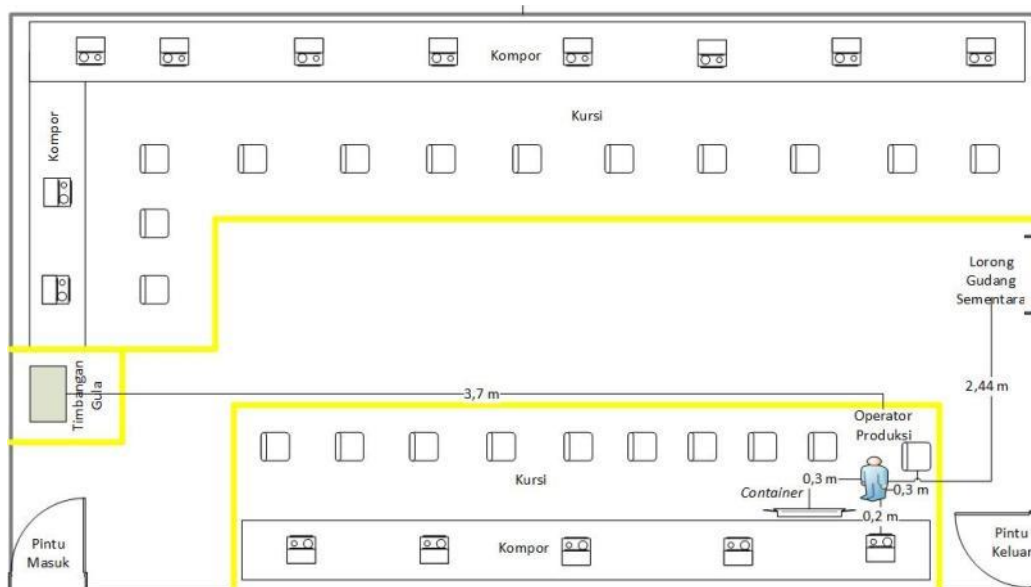 Kompor
Kursi
Kompor
Lorong
Gudang
Sementara
Timbangan
Gula
3,7 m
2,44 m
Operator
Produksi
Kursi
0,3 m
0,3 m
Container
0,2 m
Kompor
Pintu
Masuk
Pintu
Keluar